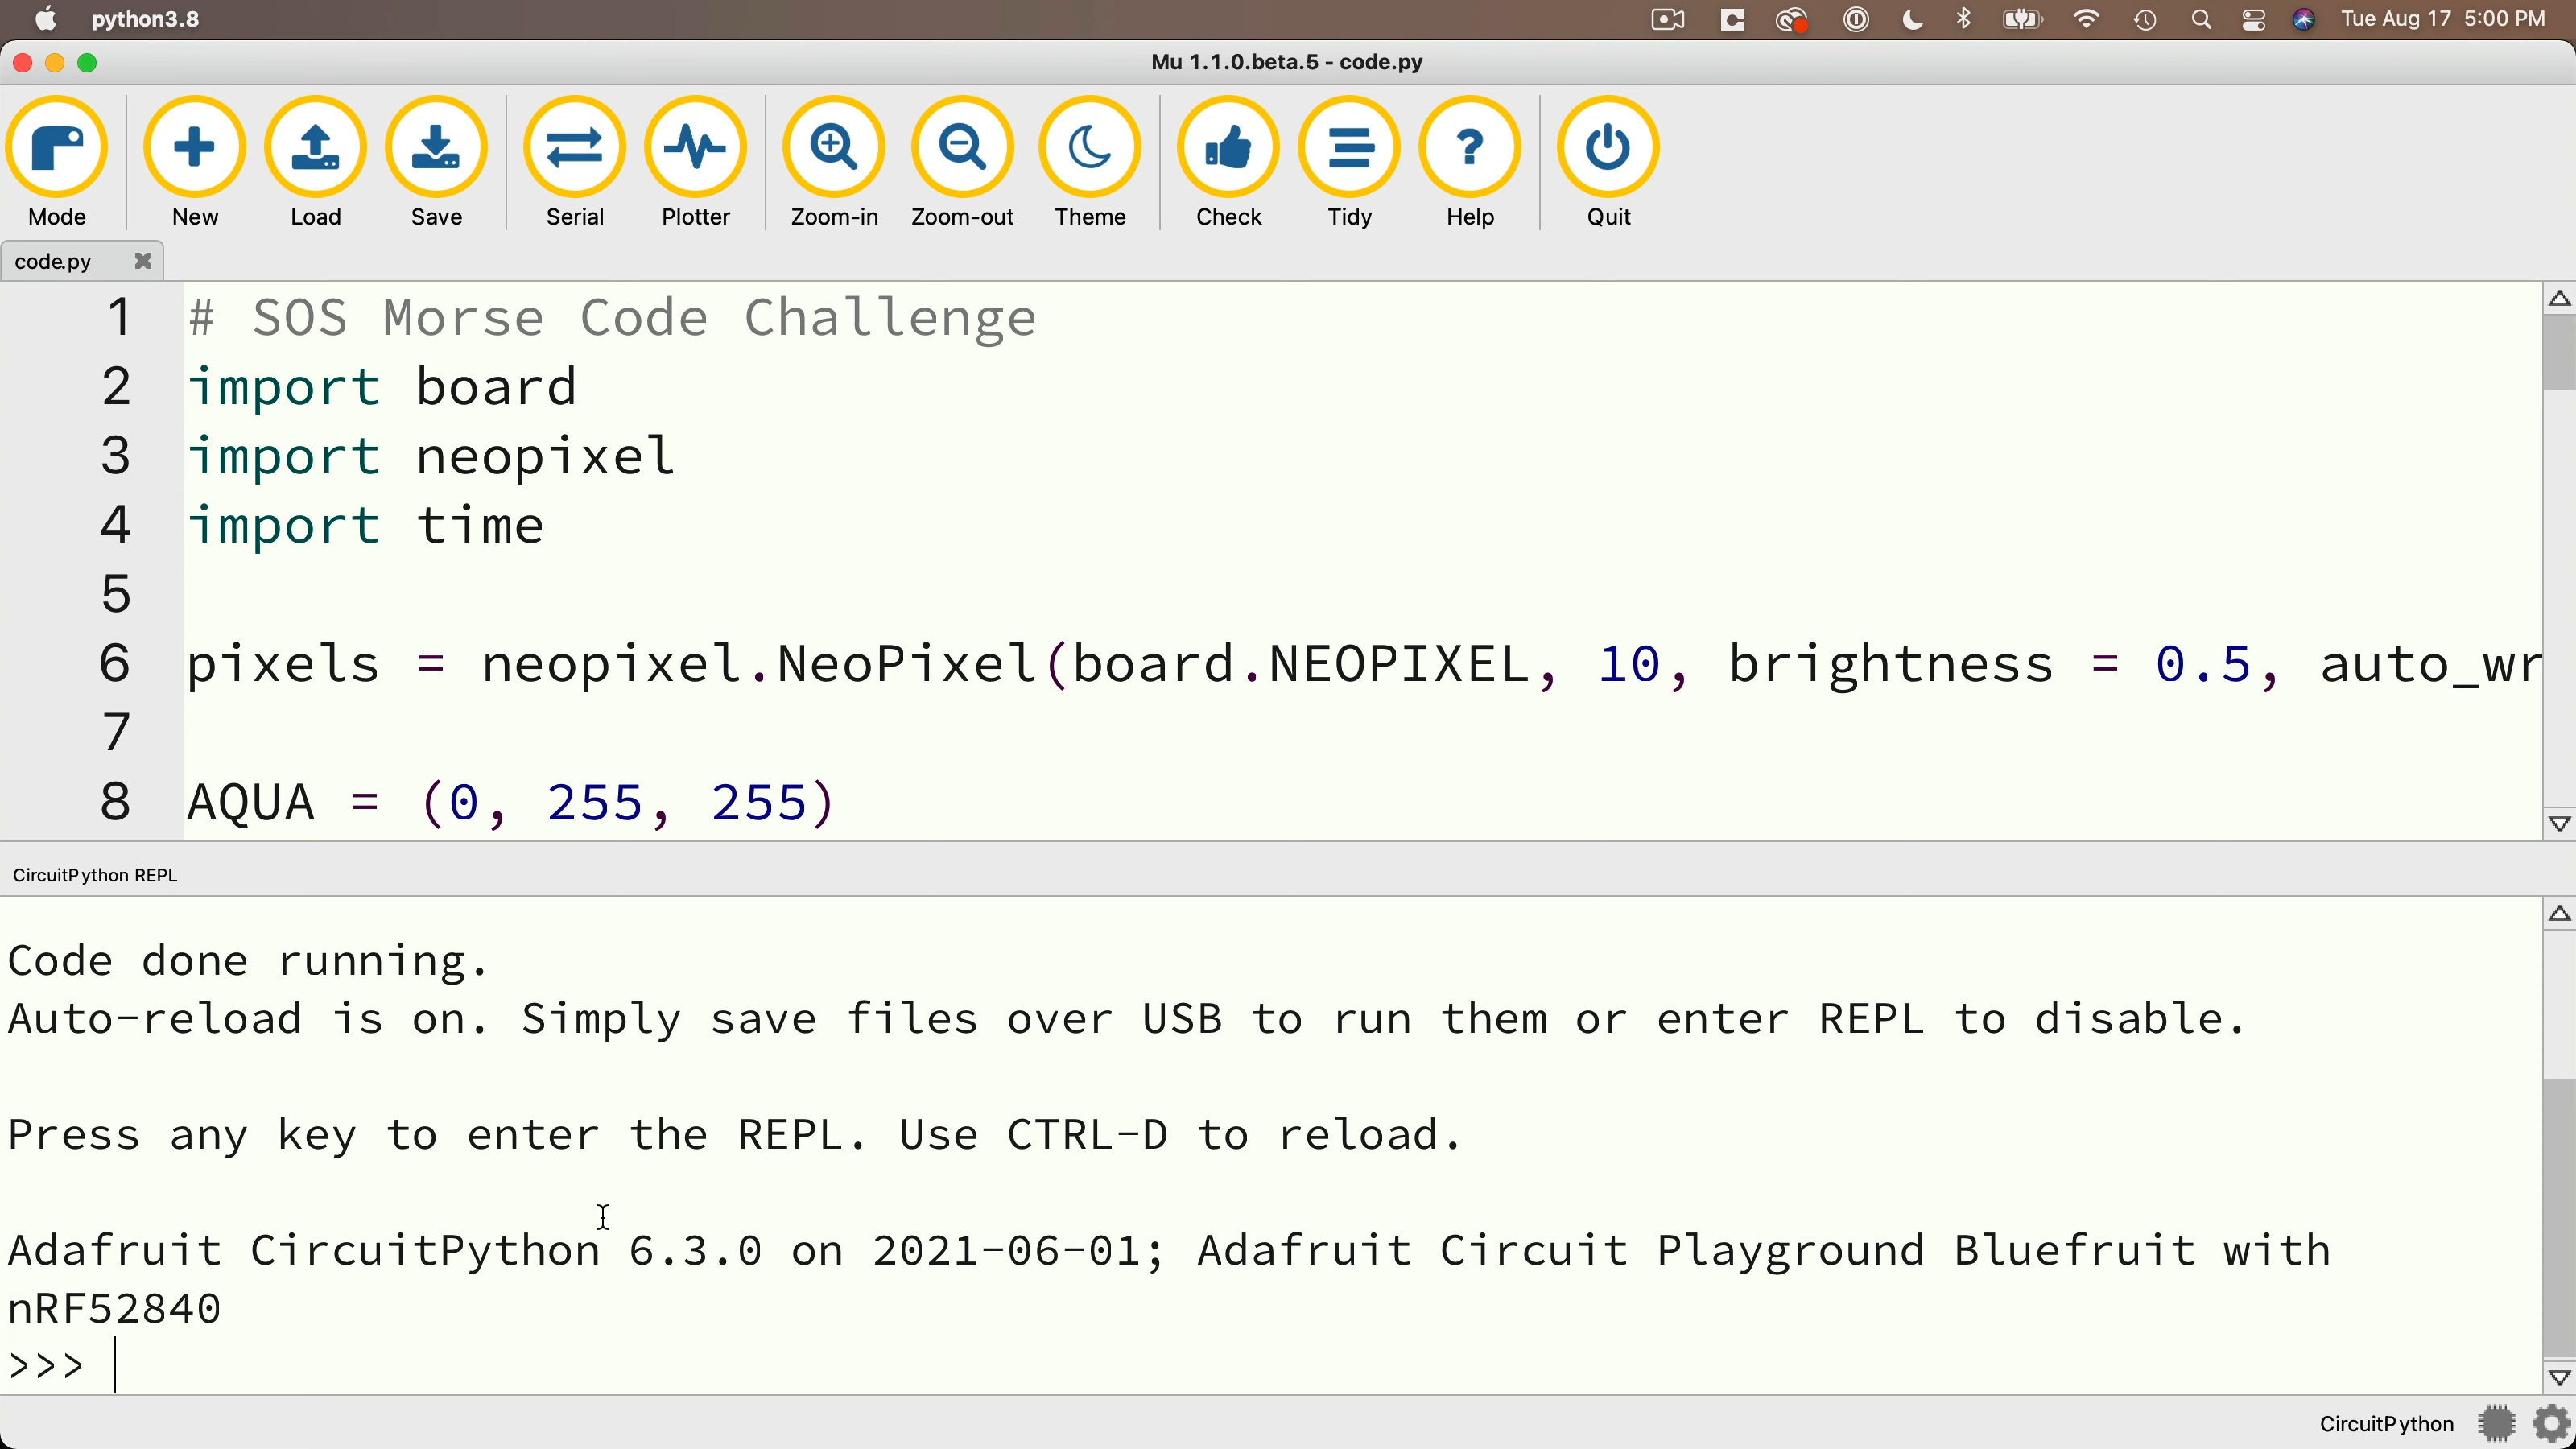 python3.8
Tue Aug 17 5:00 PM
Mu 1.1.0.beta.5 - code.py
Mode
New
Load
Save
Serial
Plotter
Zoom-in
Zoom-out
Theme
Check
Tidy
Help
Quit
code.py
1 # SOS Morse Code Challenge
2 import board
3 import neopixel
4 import time
5
6 pixels = neopixel.NeoPixel(board.NEOPIXEL, 10, brightness = 0.5, auto_wr
7
8 AQUA = (0, 255, 255)
CircuitPython REPL
Code done running.
Auto-reload is on. Simply save files over USB to run them or enter REPL to disable.
Press any key to enter the REPL. Use CTRL-D to reload.
Adafruit CircuitPython 6.3.0 on 2021-06-01; Adafruit Circuit Playground Bluefruit with
nRF52840
>>>
CircuitPython